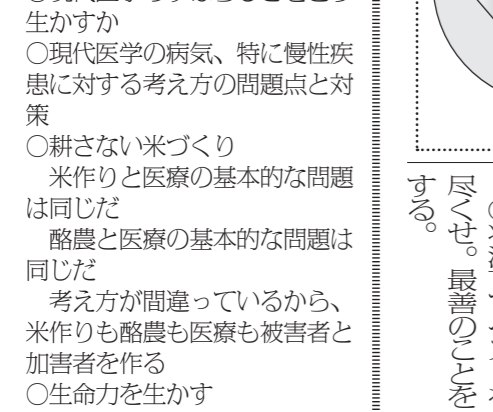 生かすか
○現代医学の病気、特に慢性疾
患に対する考え方の問題点と対
策
○耕さない米づくり
　米作りと医療の基本的な問題
は同じだ
　酪農と医療の基本的な問題は
同じだ
　考え方が間違っているから、
米作りも酪農も医療も被害者と
加害者を作る
○生命力を生かす
尽くせ。最善のことを
する。